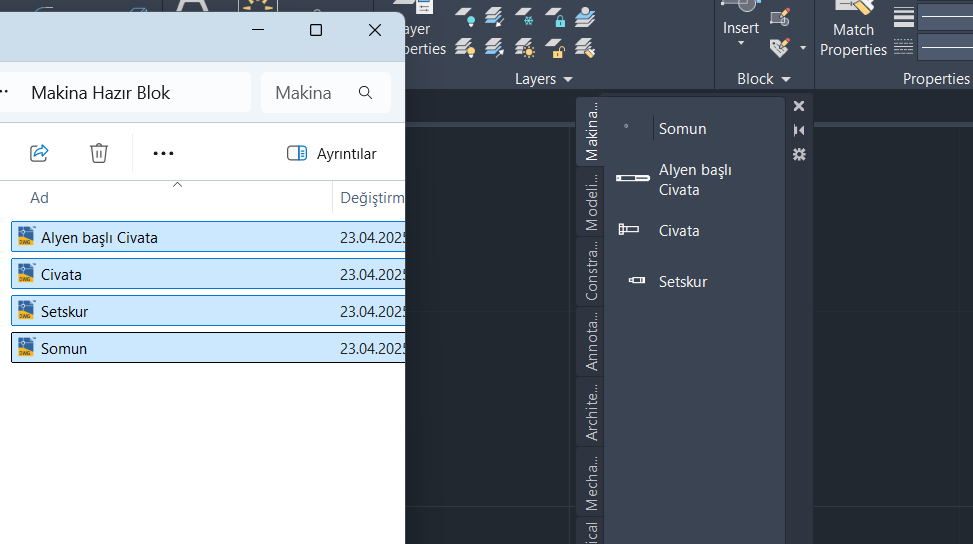 Makina Hazır Blok
Makina
Ayrıntılar
Ad
Değiştirm
Alyen başlı Civata
23.04.2025
Civata
23.04.2025
Setskur
23.04.2025
Somun
23.04.2025
ayer
perties
Layers
Insert
Block
Match
Properties
Properties
Makina...
Modeli...
Constra...
Annota...
Archite...
Mecha...
ical
Somun
Alyen başlı
Civata
Civata
Setskur